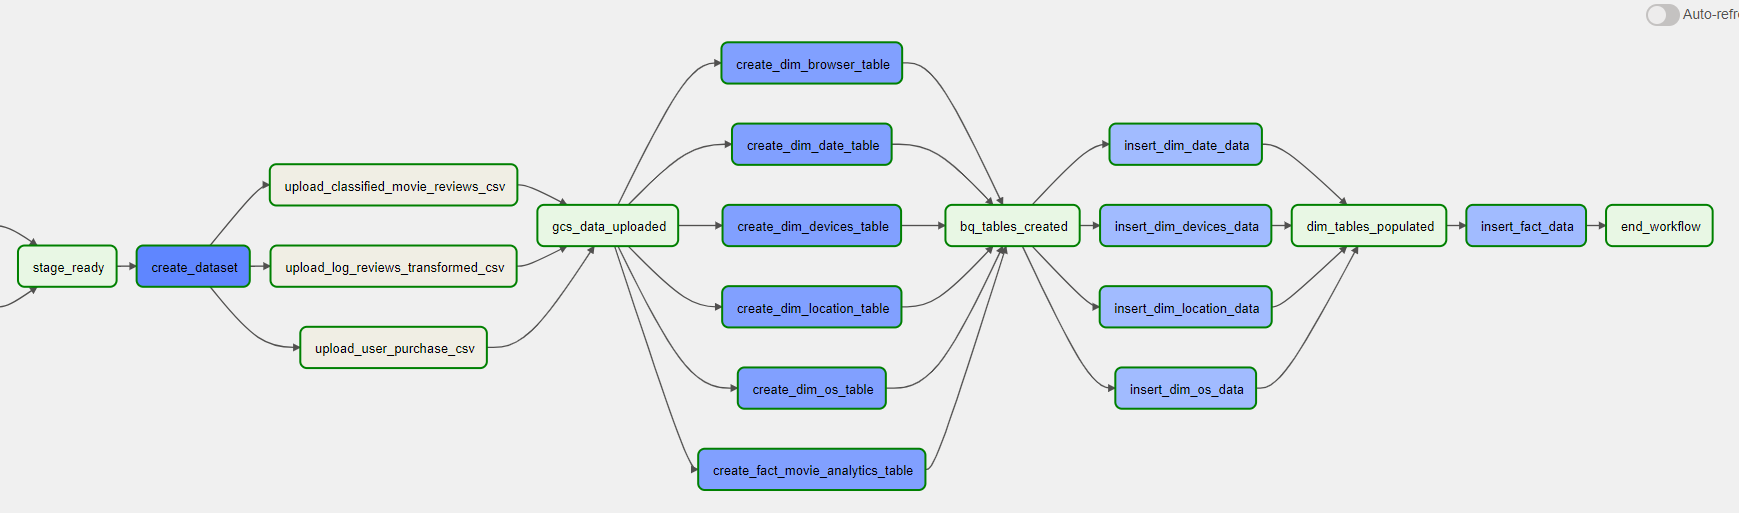 Auto-refr
stage_ready
create_dataset
upload_classified_movie_reviews_csv
upload_log_reviews_transformed_csv
upload_user_purchase_csv
gcs_data_uploaded
create_dim_browser_table
create_dim_date_table
create_dim_devices_table
create_dim_location_table
create_dim_os_table
create_fact_movie_analytics_table
bq_tables_created
insert_dim_date_data
insert_dim_devices_data
insert_dim_location_data
insert_dim_os_data
dim_tables_populated
insert_fact_data
end_workflow